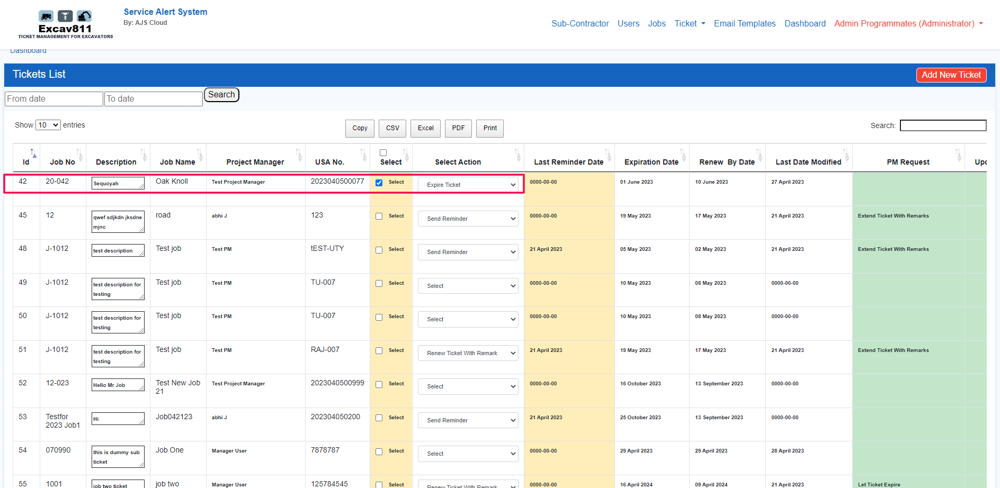 Excav811
TICKET MANAGEMENT FOR EXCAVATORS
Service Alert System
By: AJS Cloud
Sub-Contractor Users Jobs Ticket Email Templates Dashboard Admin Programmates (Administrator)
Dashboard
Tickets List Add New Ticket
From date To date Search
Show 10 entries Copy CSV Excel PDF Print Search:
Id Job No Description Job Name Project Manager USA No. Select Select Action Last Reminder Date Expiration Date Renew By Date Last Date Modified PM Request Upd
42 20-042 Sequoyah Oak Knoll Test Project Manager 2023040500077 Select Expire Ticket 0000-00-00 01 June 2023 10 June 2023 27 April 2023
45 12 qwef sdjkdn jksdne road abhi J 123 Select Send Reminder 0000-00-00 19 May 2023 17 May 2023 21 April 2023 Extend Ticket With Remarks
mjnc
48 J-1012 test description Test job Test PM tEST-UTY Select Send Reminder 21 April 2023 05 May 2023 02 May 2023 21 April 2023 Extend Ticket With Remarks
49 J-1012 test description for Test job Test PM TU-007 Select Select 0000-00-00 10 May 2023 08 May 2023 0000-00-00
testing
50 J-1012 test description for Test job Test PM TU-007 Select Select 0000-00-00 10 May 2023 08 May 2023 0000-00-00
testing
51 J-1012 test description for Test job Test PM RAJ-007 Select Renew Ticket With Remark 21 April 2023 19 May 2023 17 May 2023 21 April 2023 Extend Ticket With Remarks
testing
52 12-023 Hello Mr Job Test New Job Test Project Manager 2023040500999 Select Select 0000-00-00 16 October 2023 13 September 2023 0000-00-00
21
53 Testfor Hi Job042123 abhi J 202304050200 Select Send Reminder 21 April 2023 25 October 2023 13 September 2023 0000-00-00
2023 Job1
54 070990 this is dummy sub Job One Manager User 7878787 Select Select 0000-00-00 29 April 2023 29 April 2023 28 April 2023
ticket
55 1001 job two ticket job two Manager User 125784545 Select Renew Ticket With Remark 0000-00-00 16 April 2024 09 April 2024 21 April 2023 Let Ticket Expire